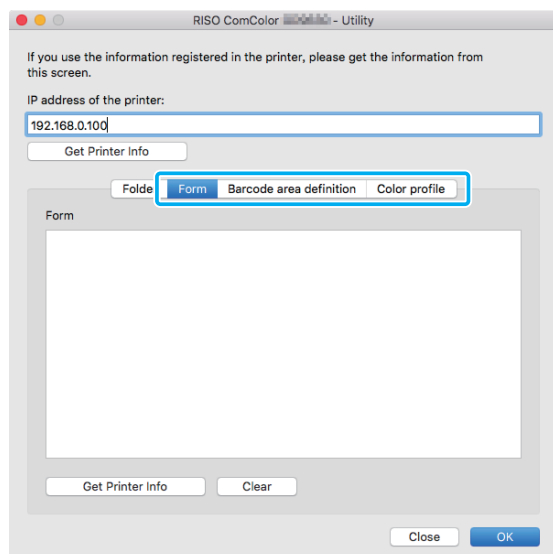 RISO ComColor - Utility
If you use the information registered in the printer, please get the information from
this screen.
IP address of the printer:
192.168.0.100
Get Printer Info
Folde Form Barcode area definition Color profile
Form
Get Printer Info Clear
Close OK